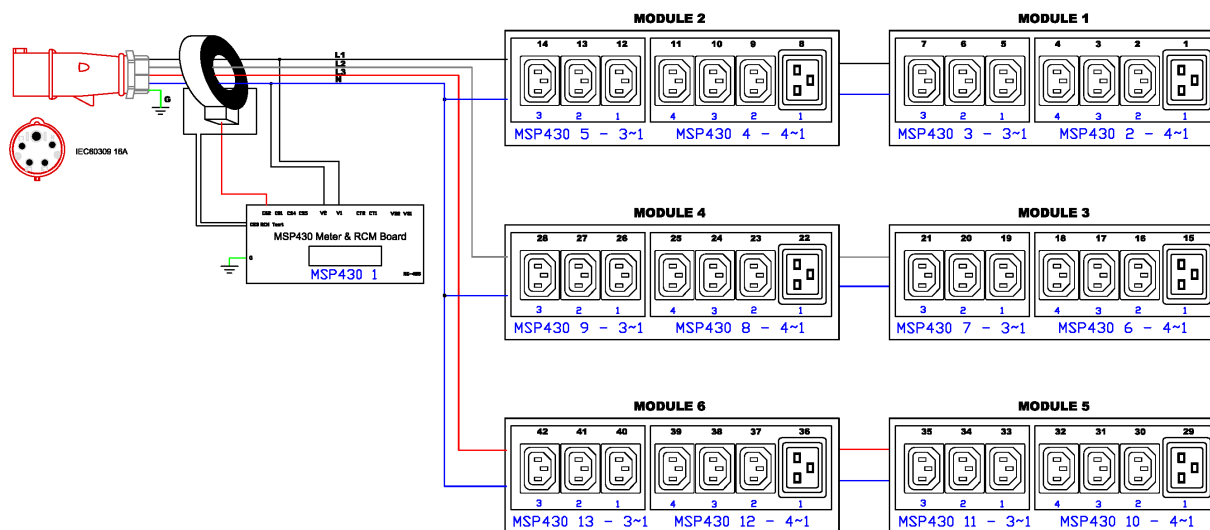 MODULE 2
MODULE 1
14 13 12 11 10 9 8
7 6 5 4 3 2 1
L1
L2
L3
N
G
3 2 1 4 3 2 1
3 2 1 4 3 2 1
MSP430 5 - 3~1 MSP430 4 - 4~1
MSP430 3 - 3~1 MSP430 2 - 4~1
IEC60309 16A
MODULE 4
MODULE 3
V2 V1
CT2 CT1
Test
MSP430 Meter & RCM Board
G
MSP430 1
RS-485
28 27 26 25 24 23 22
21 20 19 18 17 16 15
3 2 1 4 3 2 1
3 2 1 4 3 2 1
MSP430 9 - 3~1 MSP430 8 - 4~1
MSP430 7 - 3~1 MSP430 6 - 4~1
MODULE 6
MODULE 5
42 41 40 39 38 37 36
35 34 33 32 31 30 29
3 2 1 4 3 2 1
3 2 1 4 3 2 1
MSP430 13 - 3~1 MSP430 12 - 4~1
MSP430 11 - 3~1 MSP430 10 - 4~1